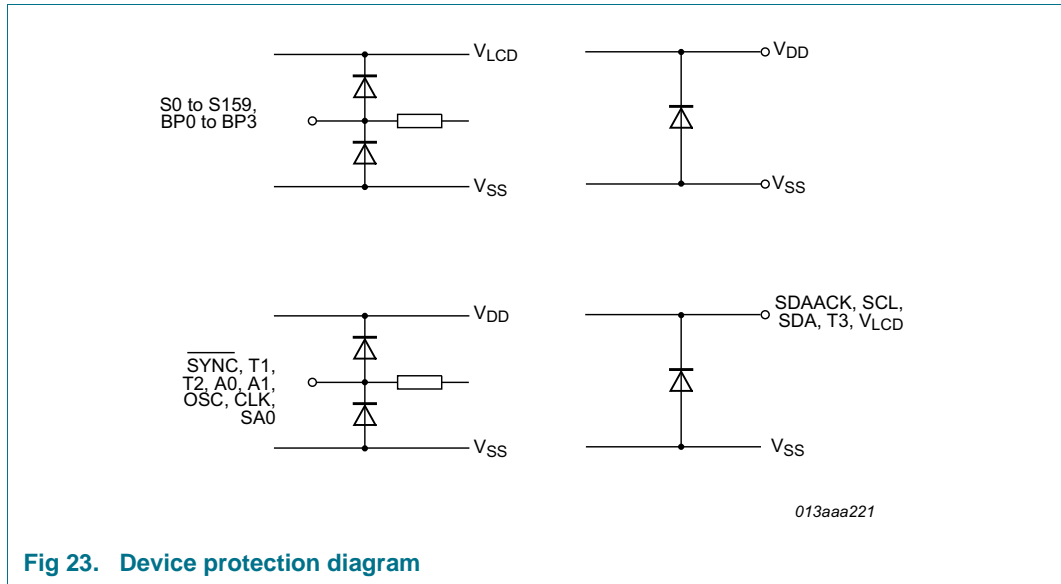 VLCD
S0 to S159,
BP0 to BP3
VSS
VDD
VSS
VDD
SYNC, T1,
T2, A0, A1,
OSC, CLK,
SA0
VSS
SDAACK, SCL,
SDA, T3, VLCD
VSS
013aaa221
Fig 23. Device protection diagram